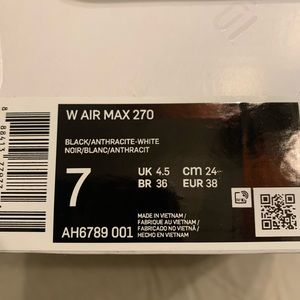 W AIR MAX 270
BLACK/ANTHRACITE-WHITE
NOIR/BLANC/ANTHRACIT
7
UK 4.5 cm 24
BR 36 EUR 38
AH6789 001
MADE IN VIETNAM /
FABRIQUE AU VIETNAM /
FABRICADO NO VIETNÃ /
HECHO EN VIETNAM